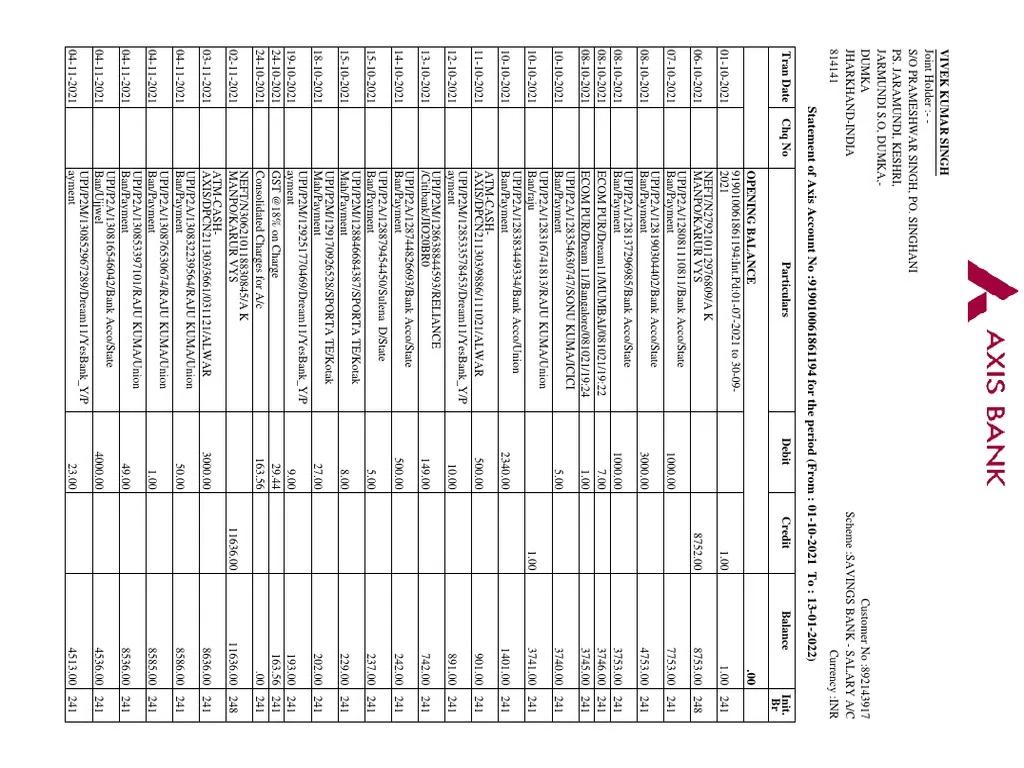 AXIS BANK
VIVEK KUMAR SINGH
Joint Holder :- -
S/O PRAMESHWAR SINGH, PO. SINGHANI
PS. JARAMUNDI, KESHRI,
JARMUNDI S.O, DUMKA,-
DUMKA
JHARKHAND-INDIA
814141
Customer No :892143917
Scheme :SAVINGS BANK - SALARY A/C
Currency :INR
Statement of Axis Account No :919010061861194 for the period (From : 01-10-2021 To : 13-01-2022)
Tran Date Chq No Particulars Debit Credit Balance Init. Br
OPENING BALANCE .00
01-10-2021 919010061861194:Int.Pd:01-07-2021 to 30-09-
2021 1.00 1.00 241
06-10-2021 NEFT/N279210112976809/A K
MANPO/KARUR VYS 8752.00 8753.00 248
07-10-2021 UPI/P2A/128081110811/Bank Acco/State
Ban/Payment 1000.00 7753.00 241
08-10-2021 UPI/P2A/128190304402/Bank Acco/State
Ban/Payment 3000.00 4753.00 241
08-10-2021 UPI/P2A/128137296985/Bank Acco/State
Ban/Payment 1000.00 3753.00 241
08-10-2021 ECOM PUR/Dream11/MUMBAI/081021/19:22 7.00 3746.00 241
08-10-2021 ECOM PUR/Dream 11/Bangalore/081021/19:24 1.00 3745.00 241
10-10-2021 UPI/P2A/128354630747/SONU KUMA/ICICI
Ban/Payment 5.00 3740.00 241
10-10-2021 UPI/P2A/128316741813/RAJU KUMA/Union
Ban/raju 1.00 3741.00 241
10-10-2021 UPI/P2A/128383449334/Bank Acco/Union
Ban/Payment 2340.00 1401.00 241
11-10-2021 ATM-CASH-
AXIS/DPCN211303/9886/111021/ALWAR 500.00 901.00 241
12-10-2021 UPI/P2M/128533578453/Dream11/YesBank_Y/P
ayment 10.00 891.00 241
13-10-2021 UPI/P2M/128638844593/RELIANCE
/Citibank/JIO20BR0 149.00 742.00 241
14-10-2021 UPI/P2A/128744826693/Bank Acco/State
Ban/Payment 500.00 242.00 241
15-10-2021 UPI/P2A/128879454450/Sulena D/State
Ban/Payment 5.00 237.00 241
15-10-2021 UPI/P2M/128846684387/SPORTA TE/Kotak
Mah/Payment 8.00 229.00 241
18-10-2021 UPI/P2M/129170926528/SPORTA TE/Kotak
Mah/Payment 27.00 202.00 241
19-10-2021 UPI/P2M/129251770469/Dream11/YesBank_Y/P
ayment 9.00 193.00 241
24-10-2021 GST @18% on Charge 29.44 163.56 241
24-10-2021 Consolidated Charges for A/c 163.56 .00 241
02-11-2021 NEFT/N306210118830845/A K
MANPO/KARUR VYS 11636.00 11636.00 248
03-11-2021 ATM-CASH-
AXIS/DPCN211303/3661/031121/ALWAR 3000.00 8636.00 241
04-11-2021 UPI/P2A/130832239564/RAJU KUMA/Union
Ban/Payment 50.00 8586.00 241
04-11-2021 UPI/P2A/130876530674/RAJU KUMA/Union
Ban/Payment 1.00 8585.00 241
04-11-2021 UPI/P2A/130853397101/RAJU KUMA/Union
Ban/Payment 49.00 8536.00 241
04-11-2021 UPI/P2A/130816546042/Bank Acco/State
Ban/Ujjwel 4000.00 4536.00 241
04-11-2021 UPI/P2M/130852967289/Dream11/YesBank_Y/P
ayment 23.00 4513.00 241